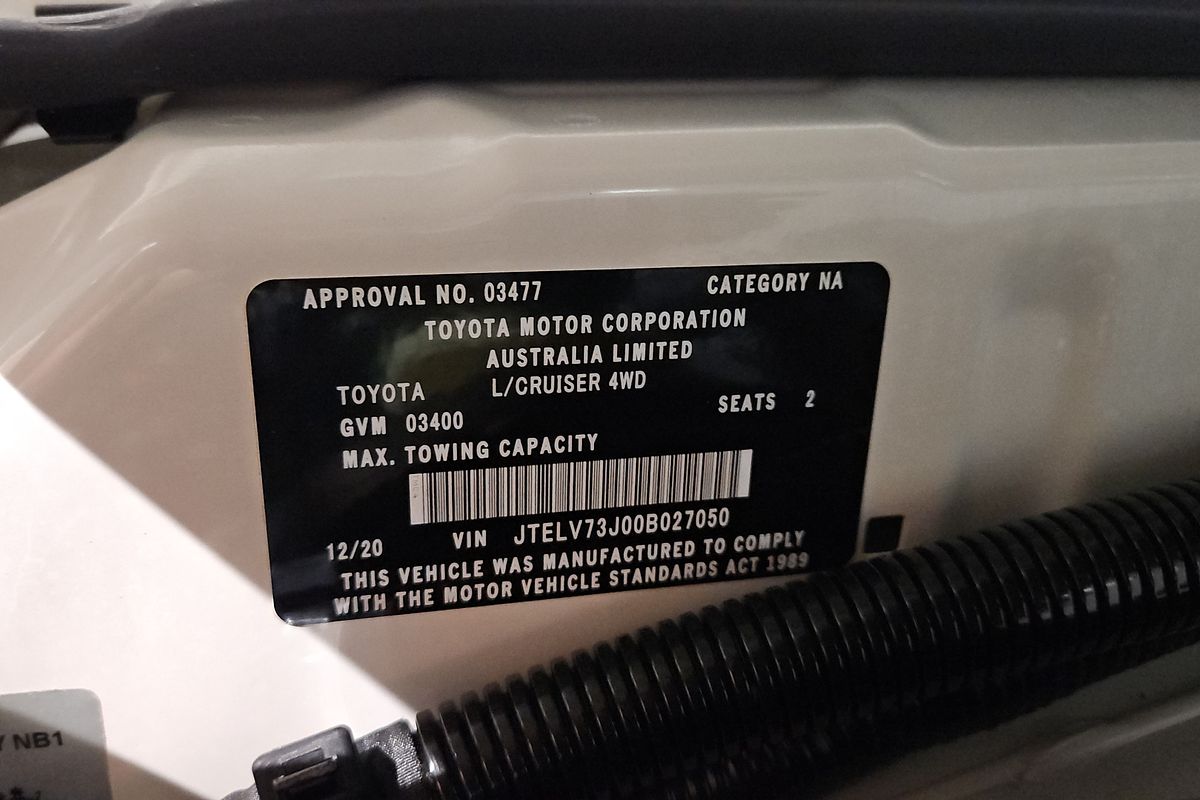 APPROVAL NO. 03477 CATEGORY NA
TOYOTA MOTOR CORPORATION
AUSTRALIA LIMITED
TOYOTA L/CRUISER 4WD
GVM 03400 SEATS 2
MAX. TOWING CAPACITY
12/20 VIN JTELV73J00B027050
THIS VEHICLE WAS MANUFACTURED TO COMPLY
WITH THE MOTOR VEHICLE STANDARDS ACT 1989
NB1